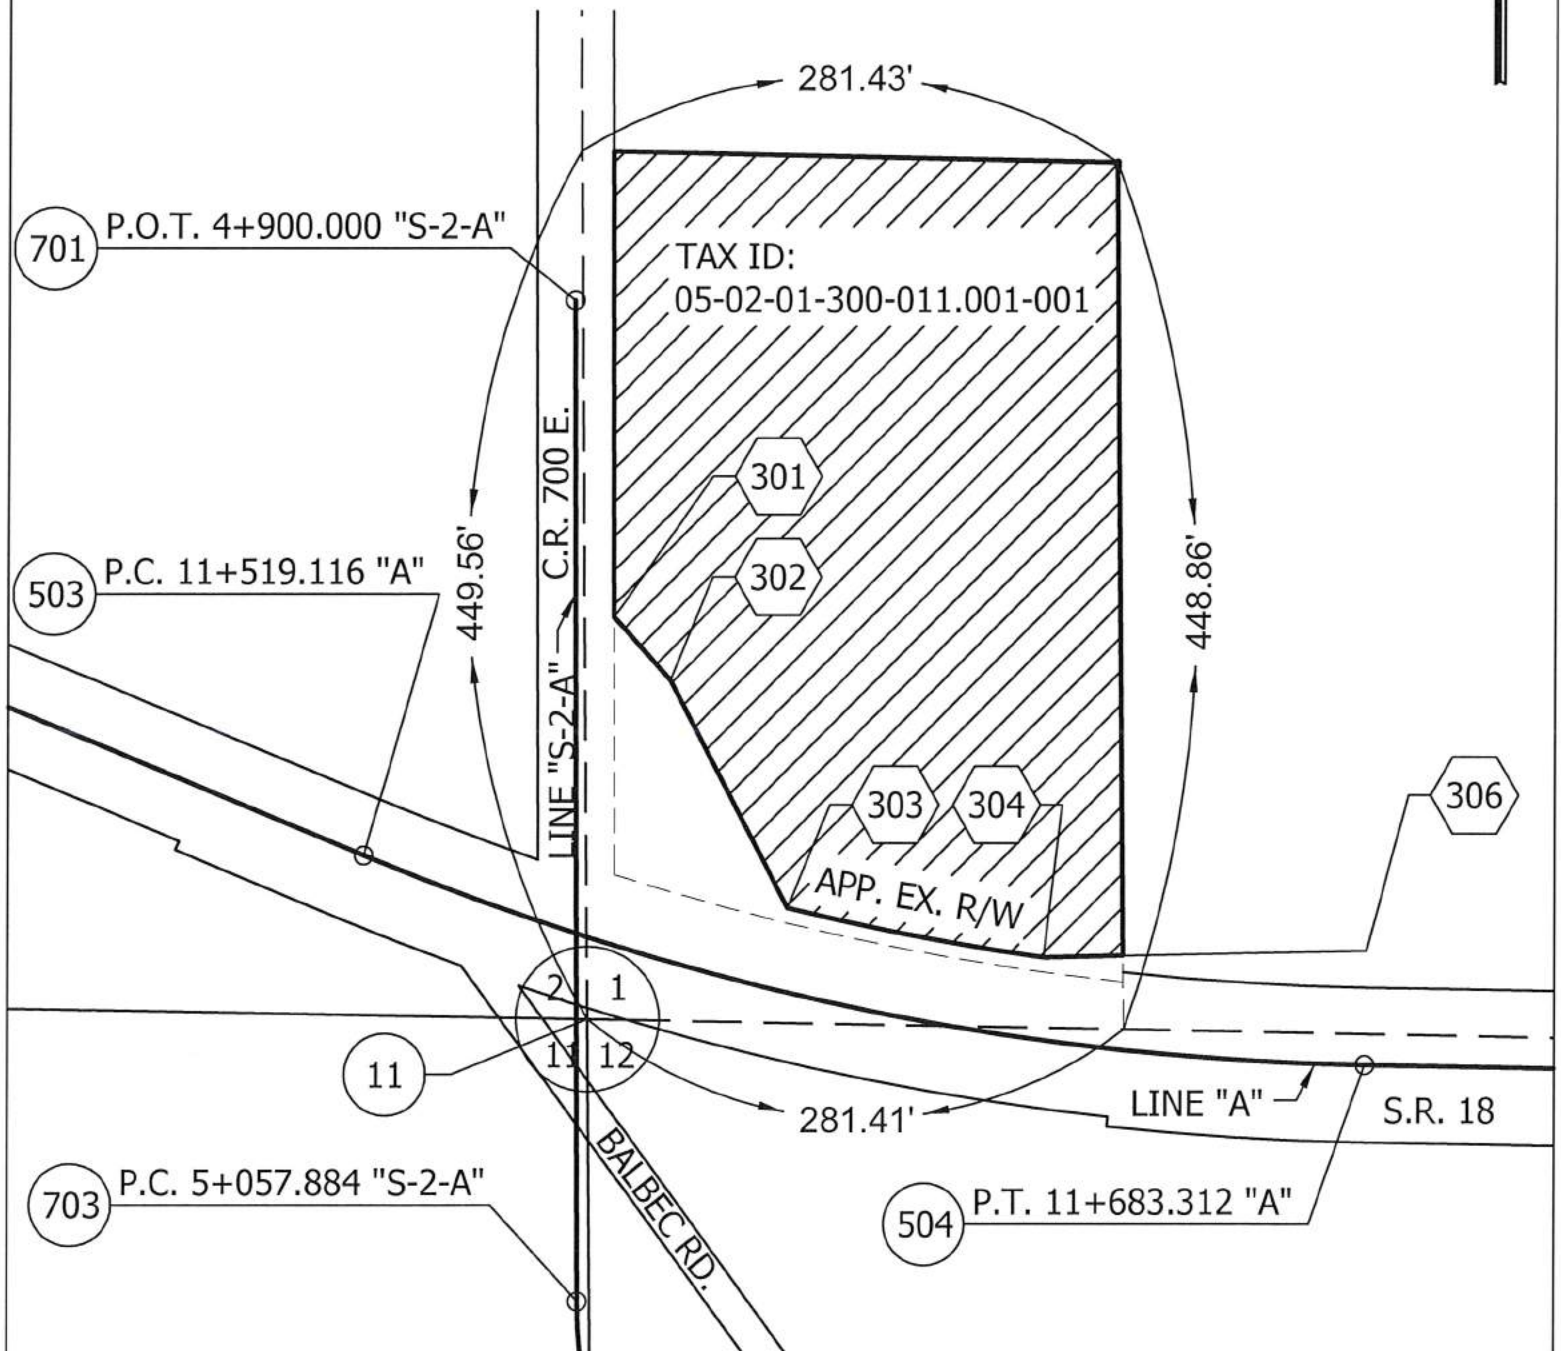 281.43'
701
P.O.T. 4+900.000 "S-2-A"
TAX ID:
05-02-01-300-011.001-001
C.R. 700 E.
301
302
449.56'
448.86'
503
P.C. 11+519.116 "A"
LINE "S-2-A"
303
304
306
APP. EX. R/W
2
1
11
12
11
281.41'
LINE "A"
S.R. 18
BALBEC RD.
703
P.C. 5+057.884 "S-2-A"
504
P.T. 11+683.312 "A"